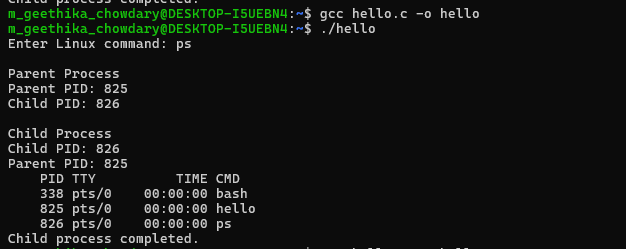 Child process completed.
m_geethika_chowdary@DESKTOP-I5UEBN4:~$ gcc hello.c -o hello
m_geethika_chowdary@DESKTOP-I5UEBN4:~$ ./hello
Enter Linux command: ps

Parent Process
Parent PID: 825
Child PID: 826

Child Process
Child PID: 826
Parent PID: 825
    PID TTY          TIME CMD
    338 pts/0    00:00:00 bash
    825 pts/0    00:00:00 hello
    826 pts/0    00:00:00 ps
Child process completed.